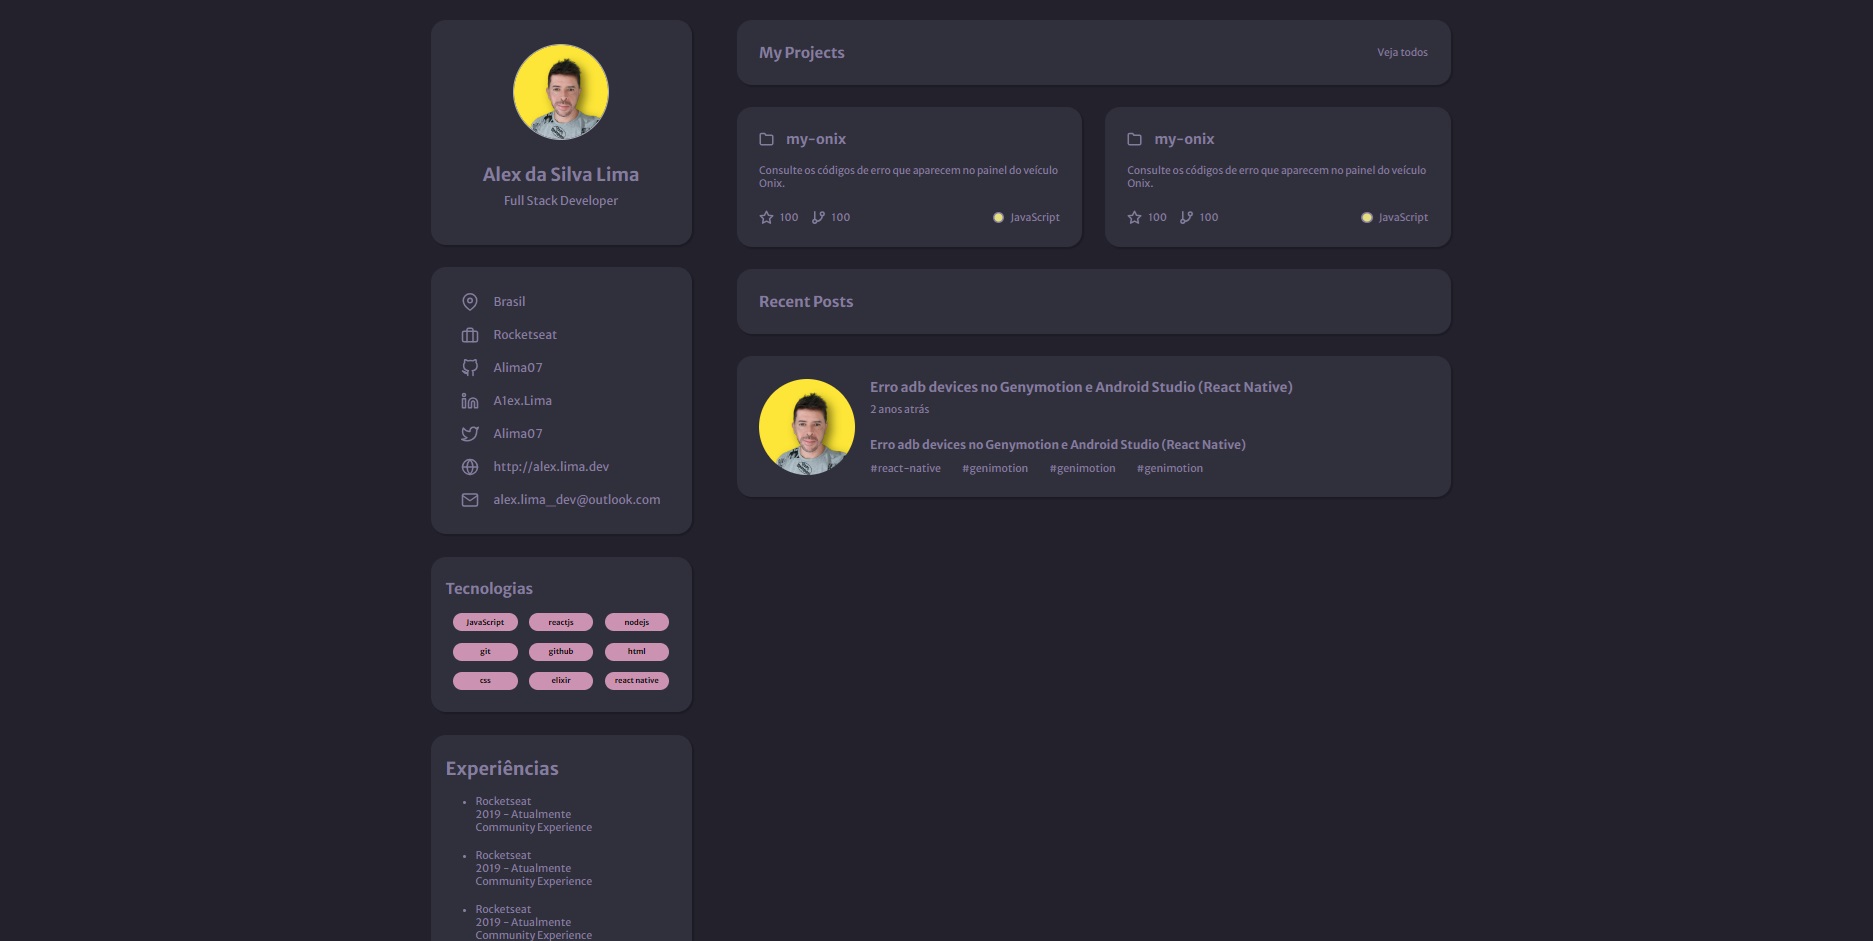 Alex da Silva Lima
Full Stack Developer
Brasil
Rocketseat
Alima07
A1ex.Lima
Alima07
http://alex.lima.dev
alex.lima_dev@outlook.com
Tecnologias
JavaScript reactjs nodejs
git github html
css elixir react native
Experiências
Rocketseat
2019 - Atualmente
Community Experience
Rocketseat
2019 - Atualmente
Community Experience
Rocketseat
2019 - Atualmente
Community Experience
My Projects Veja todos
my-onix
Consulte os códigos de erro que aparecem no painel do veículo
Onix.
100 100 JavaScript
my-onix
Consulte os códigos de erro que aparecem no painel do veículo
Onix.
100 100 JavaScript
Recent Posts
Erro adb devices no Genymotion e Android Studio (React Native)
2 anos atrás
Erro adb devices no Genymotion e Android Studio (React Native)
#react-native #genimotion #genimotion #genimotion